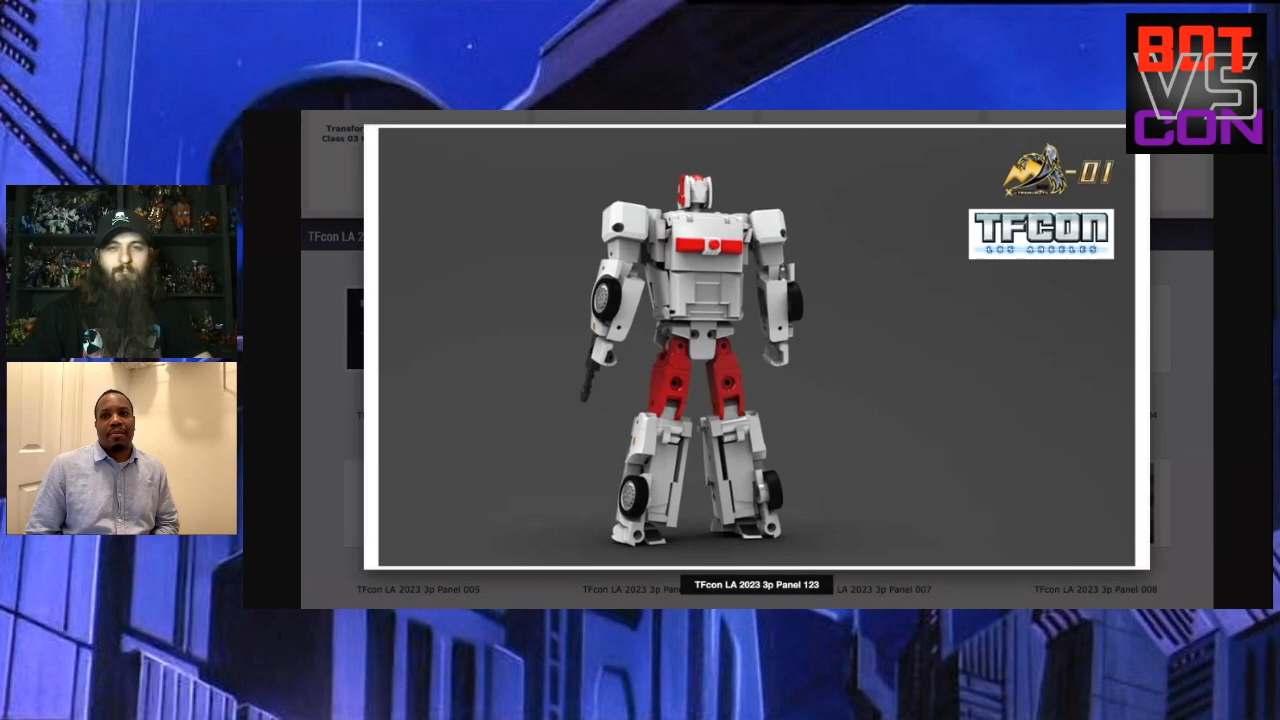 BOT
VS
CON
Transfor
Class 03
-01
TFCON
LOS ANGELES
TFcon LA 2
TFcon LA 2023 3p Panel 123
TFcon LA 2023 3p Panel 005
TFcon LA 2023 3p Pan
LA 2023 3p Panel 007
TFcon LA 2023 3p Panel 008